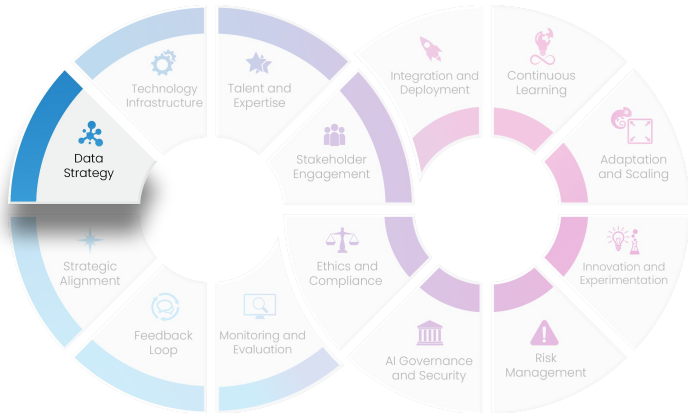 Technology
Infrastructure
Talent and
Expertise
Integration and
Deployment
Continuous
Learning
Data
Strategy
Stakeholder
Engagement
Adaptation
and Scaling
Strategic
Alignment
Ethics and
Compliance
Innovation and
Experimentation
Feedback
Loop
Monitoring and
Evaluation
AI Governance
and Security
Risk
Management